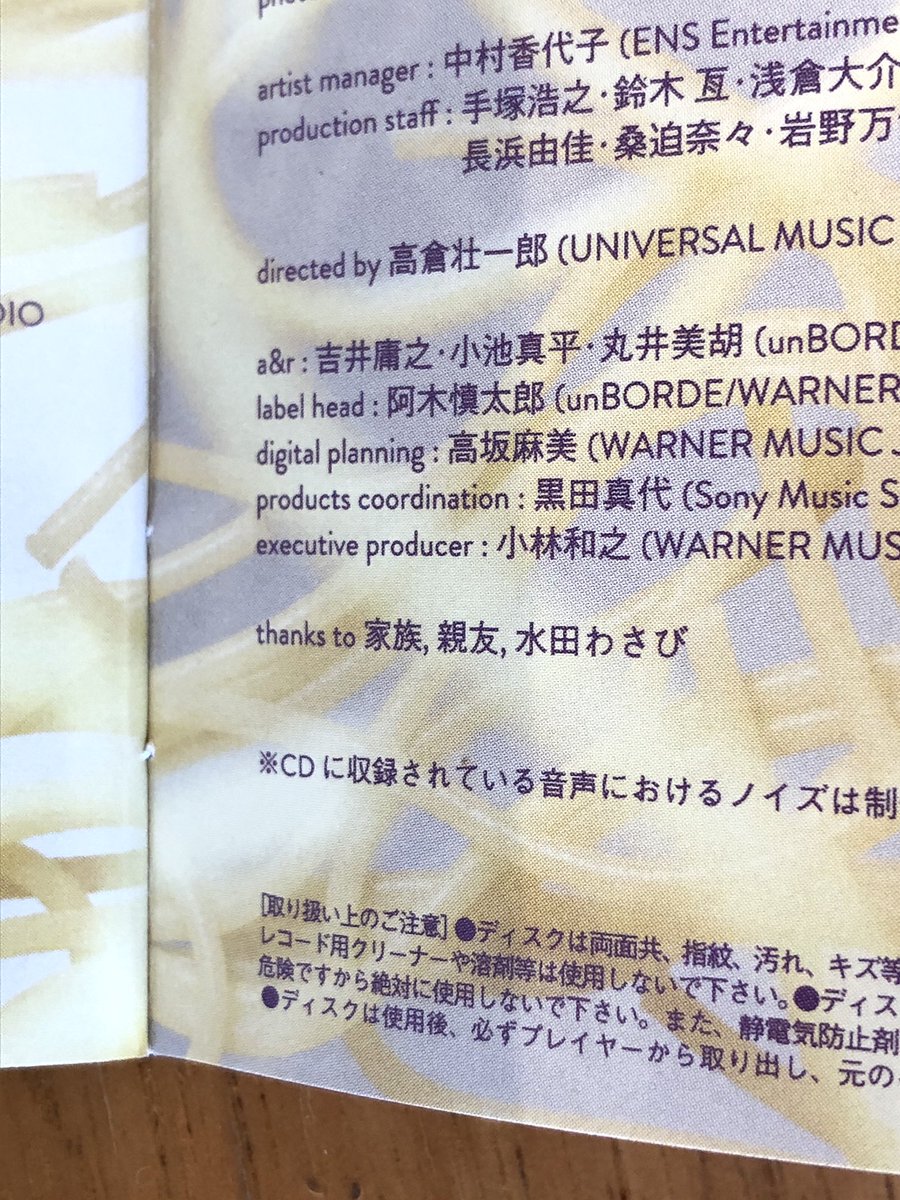 DIO
artist manager : 中村香代子 (ENS Entertainme
production staff : 手塚浩之・鈴木 亙・浅倉大介
長浜由佳・桑迫奈々・岩野万
directed by 高倉壮一郎 (UNIVERSAL MUSIC
a&r : 吉井庸之・小池真平・丸井美胡 (unBORD
label head : 阿木慎太郎 (unBORDE/WARNER
digital planning : 高坂麻美 (WARNER MUSIC J
products coordination : 黒田真代 (Sony Music S
executive producer : 小林和之 (WARNER MUS
thanks to 家族, 親友, 水田わさび
※CD に収録されている音声におけるノイズは制
[取り扱い上のご注意] ●ディスクは両面共、指紋、汚れ、キズ等
レコード用クリーナーや溶剤等は使用しないで下さい。●ディス
危険ですから絶対に使用しないで下さい。また、静電気防止剤
●ディスクは使用後、必ずプレイヤーから取り出し、元の